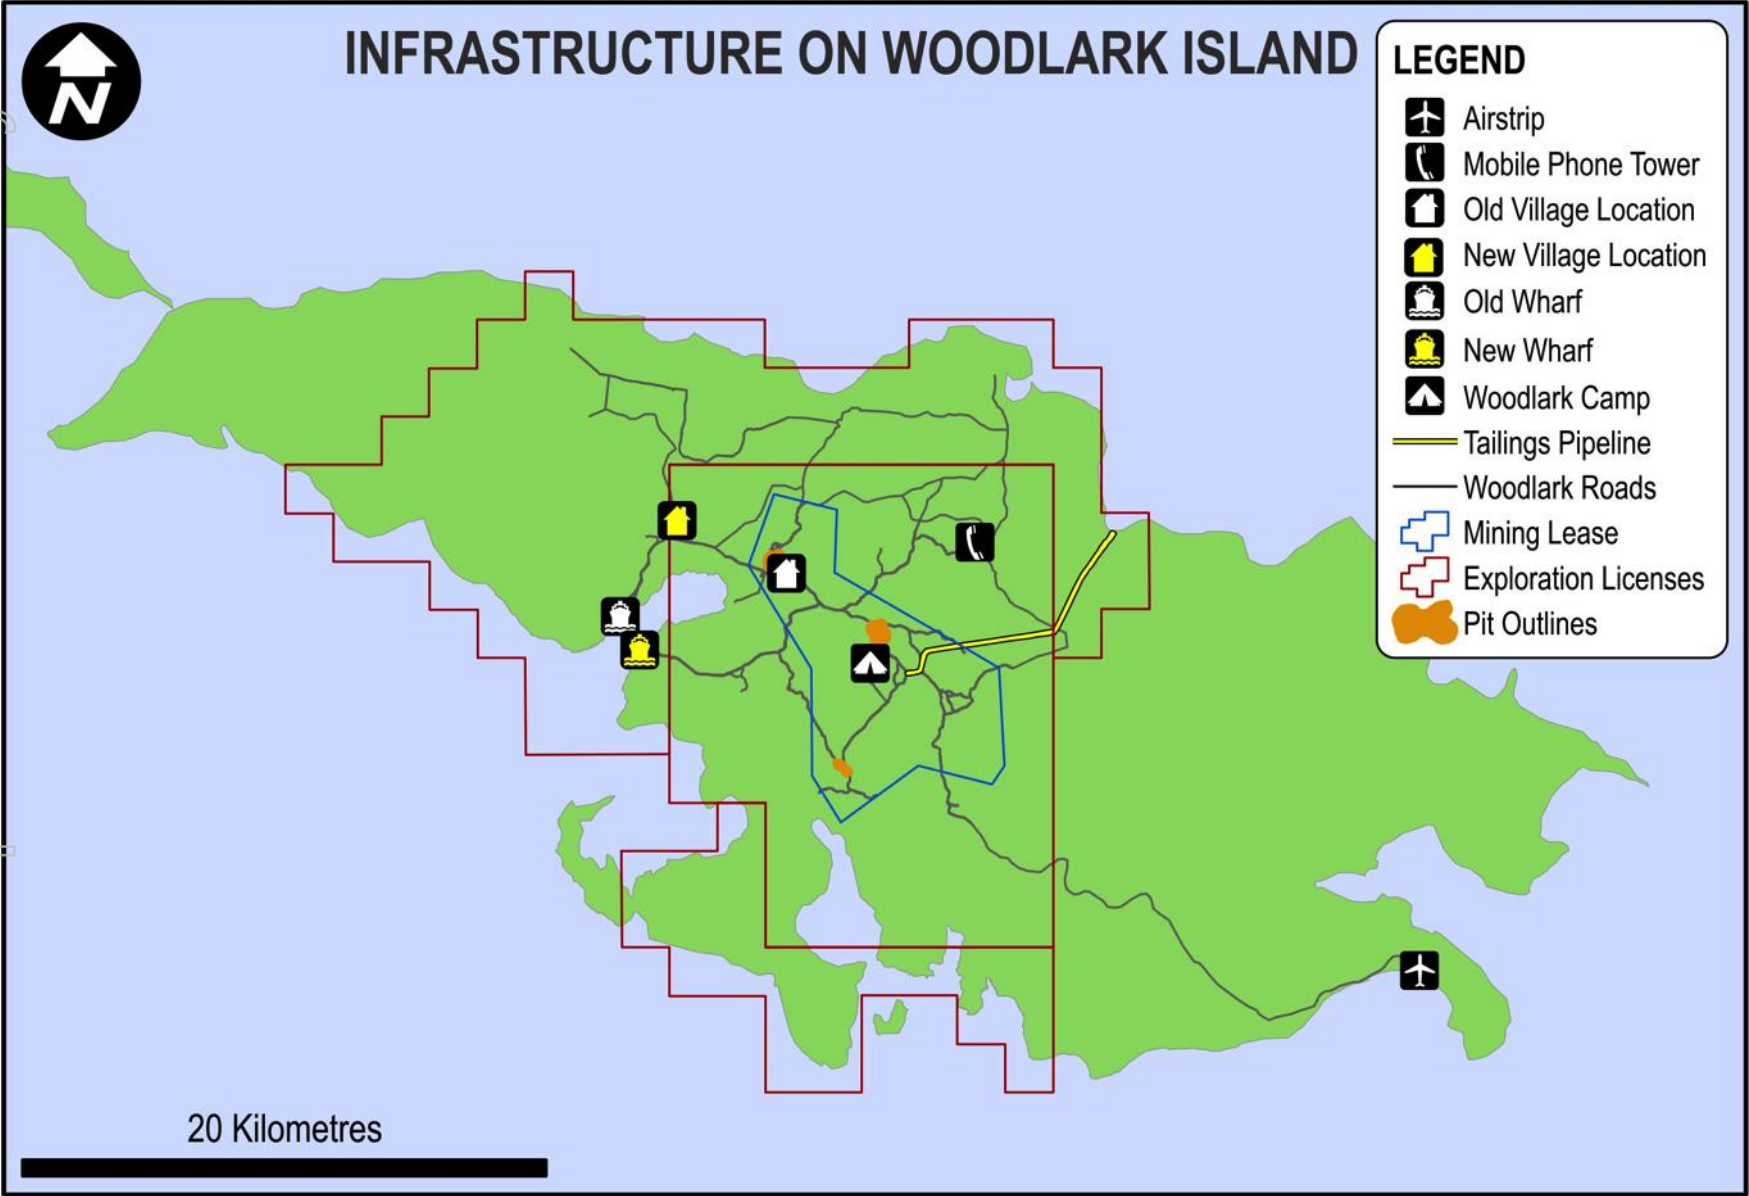 INFRASTRUCTURE ON WOODLARK ISLAND
N
LEGEND
Airstrip
Mobile Phone Tower
Old Village Location
New Village Location
Old Wharf
New Wharf
Woodlark Camp
Tailings Pipeline
Woodlark Roads
Mining Lease
Exploration Licenses
Pit Outlines
20 Kilometres